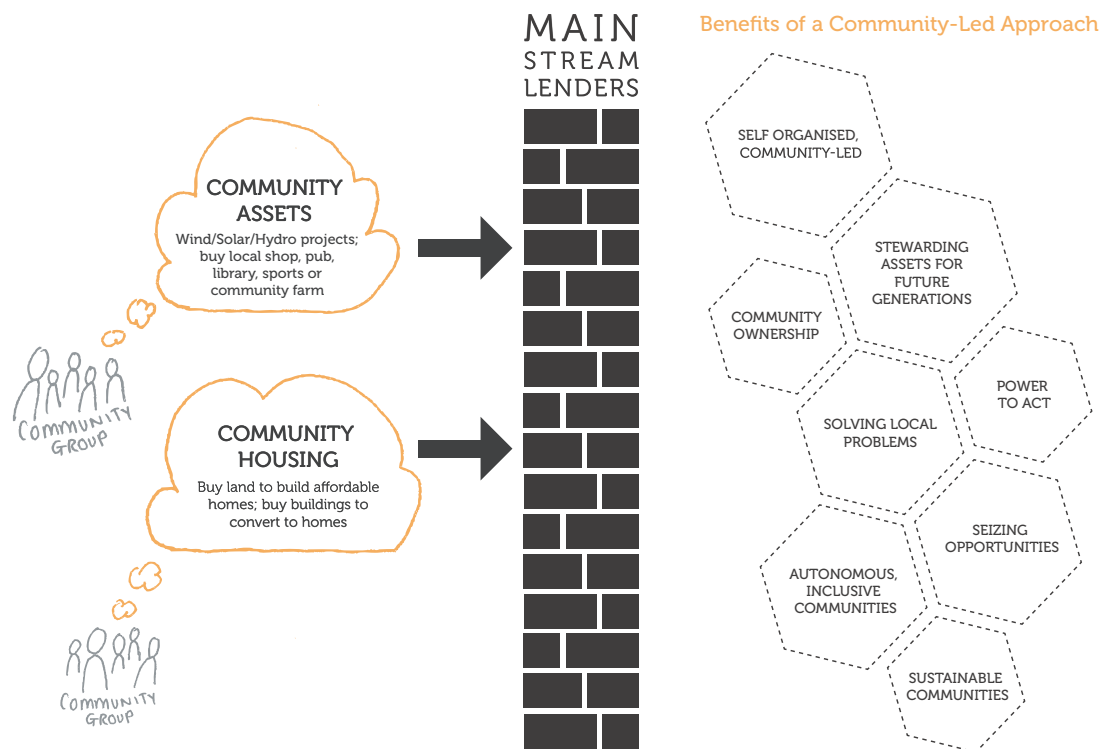 MAIN
STREAM
LENDERS
Benefits of a Community-Led Approach
COMMUNITY
ASSETS
Wind/Solar/Hydro projects;
buy local shop, pub,
library, sports or
community farm
COMMUNITY
GROUP
COMMUNITY
HOUSING
Buy land to build affordable
homes; buy buildings to
convert to homes
COMMUNITY
GROUP
SELF ORGANISED,
COMMUNITY-LED
STEWARDING
ASSETS FOR
FUTURE
GENERATIONS
COMMUNITY
OWNERSHIP
POWER
TO ACT
SOLVING LOCAL
PROBLEMS
SEIZING
OPPORTUNITIES
AUTONOMOUS,
INCLUSIVE
COMMUNITIES
SUSTAINABLE
COMMUNITIES